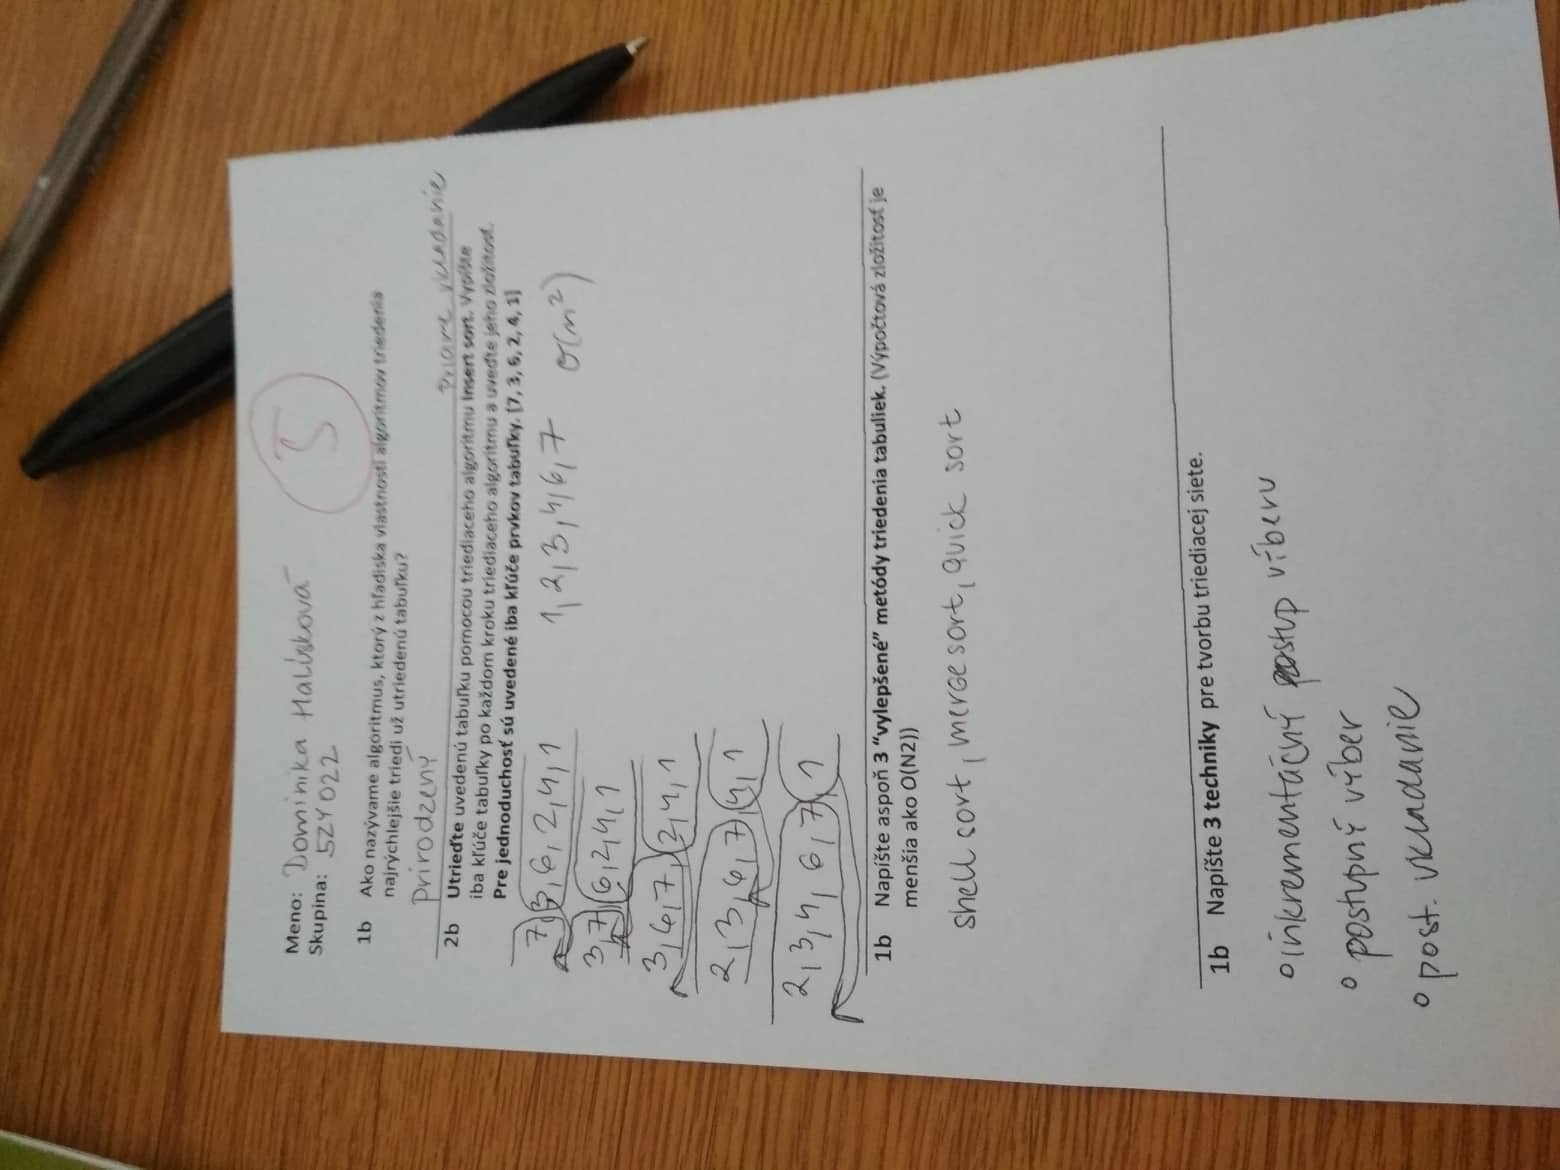 5
Meno: Dominika Halisková
Skupina: 5ZY022
1b Ako nazývame algoritmus, ktorý z hľadiska vlastností algoritmov triedenia
najrýchlejšie triedi už utriedenú tabuľku?
Prirodzený
Priame vkladanie
2b Utrieďte uvedenú tabuľku pomocou triediaceho algoritmu Insert sort. Vypíšte
iba kľúče tabuľky po každom kroku triediaceho algoritmu a uveďte jeho zložitosť.
Pre jednoduchosť sú uvedené iba kľúče prvkov tabuľky. [7, 3, 6, 2, 4, 1]
7,3,6,2,4,1 1,2,3,4,6,7 O(n²)
3,7,6,2,4,1
3,6,7,2,4,1
2,3,6,7,4,1
2,3,4,6,7,1
1b Napíšte aspoň 3 "vylepšené" metódy triedenia tabuliek. (Výpočtová zložitosť je
menšia ako O(N2))
shell sort, merge sort, quick sort
1b Napíšte 3 techniky pre tvorbu triediacej siete.
o inkrementáčný postup víberu
o postupný výber
o post. vkladanie